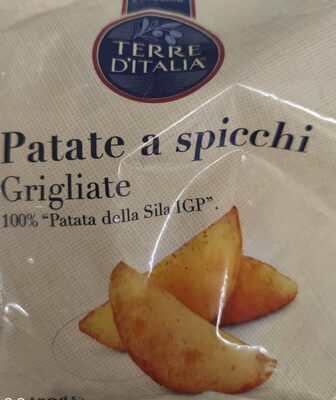 TERRE
D'ITALIA
Patate a spicchi
Grigliate
100% "Patata della Sila IGP".